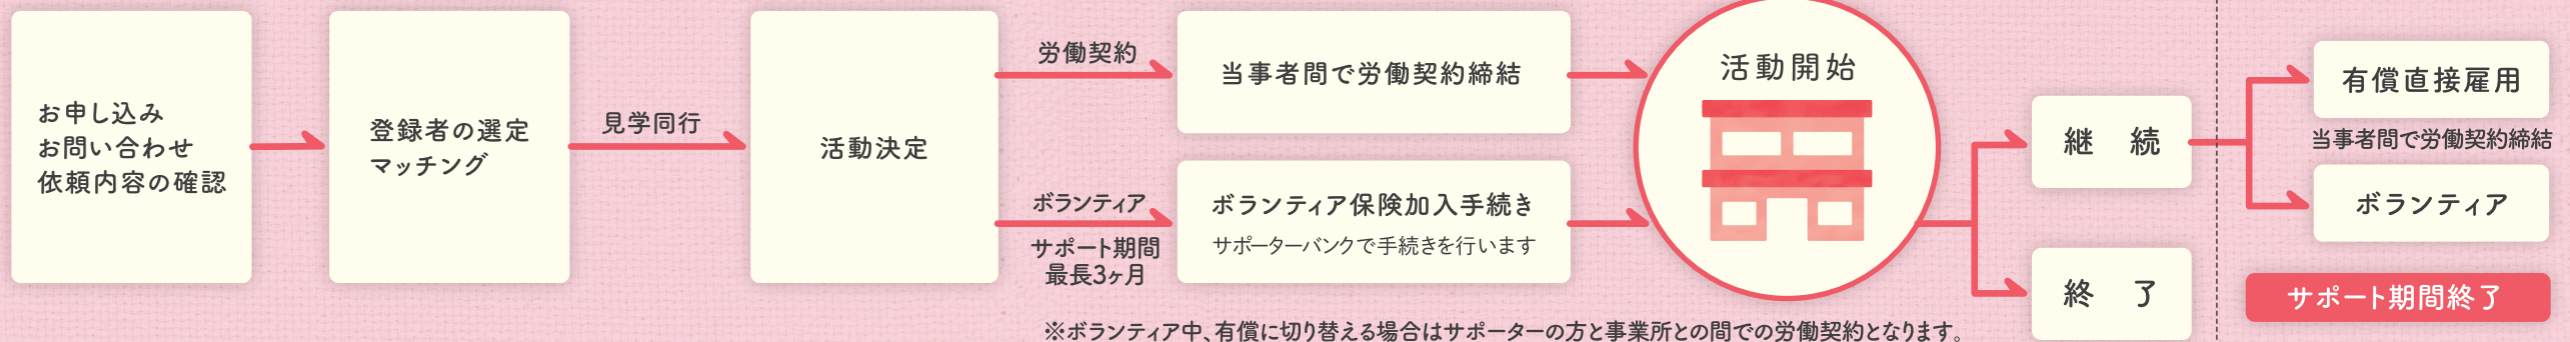 お申し込み
お問い合わせ
依頼内容の確認
登録者の選定
マッチング
見学同行
活動決定
労働契約
当事者間で労働契約締結
ボランティア
サポート期間
最長3ヶ月
ボランティア保険加入手続き
サポーターバンクで手続きを行います
活動開始
継　続
終　了
有償直接雇用
当事者間で労働契約締結
ボランティア
サポート期間終了
※ボランティア中、有償に切り替える場合はサポーターの方と事業所との間での労働契約となります。